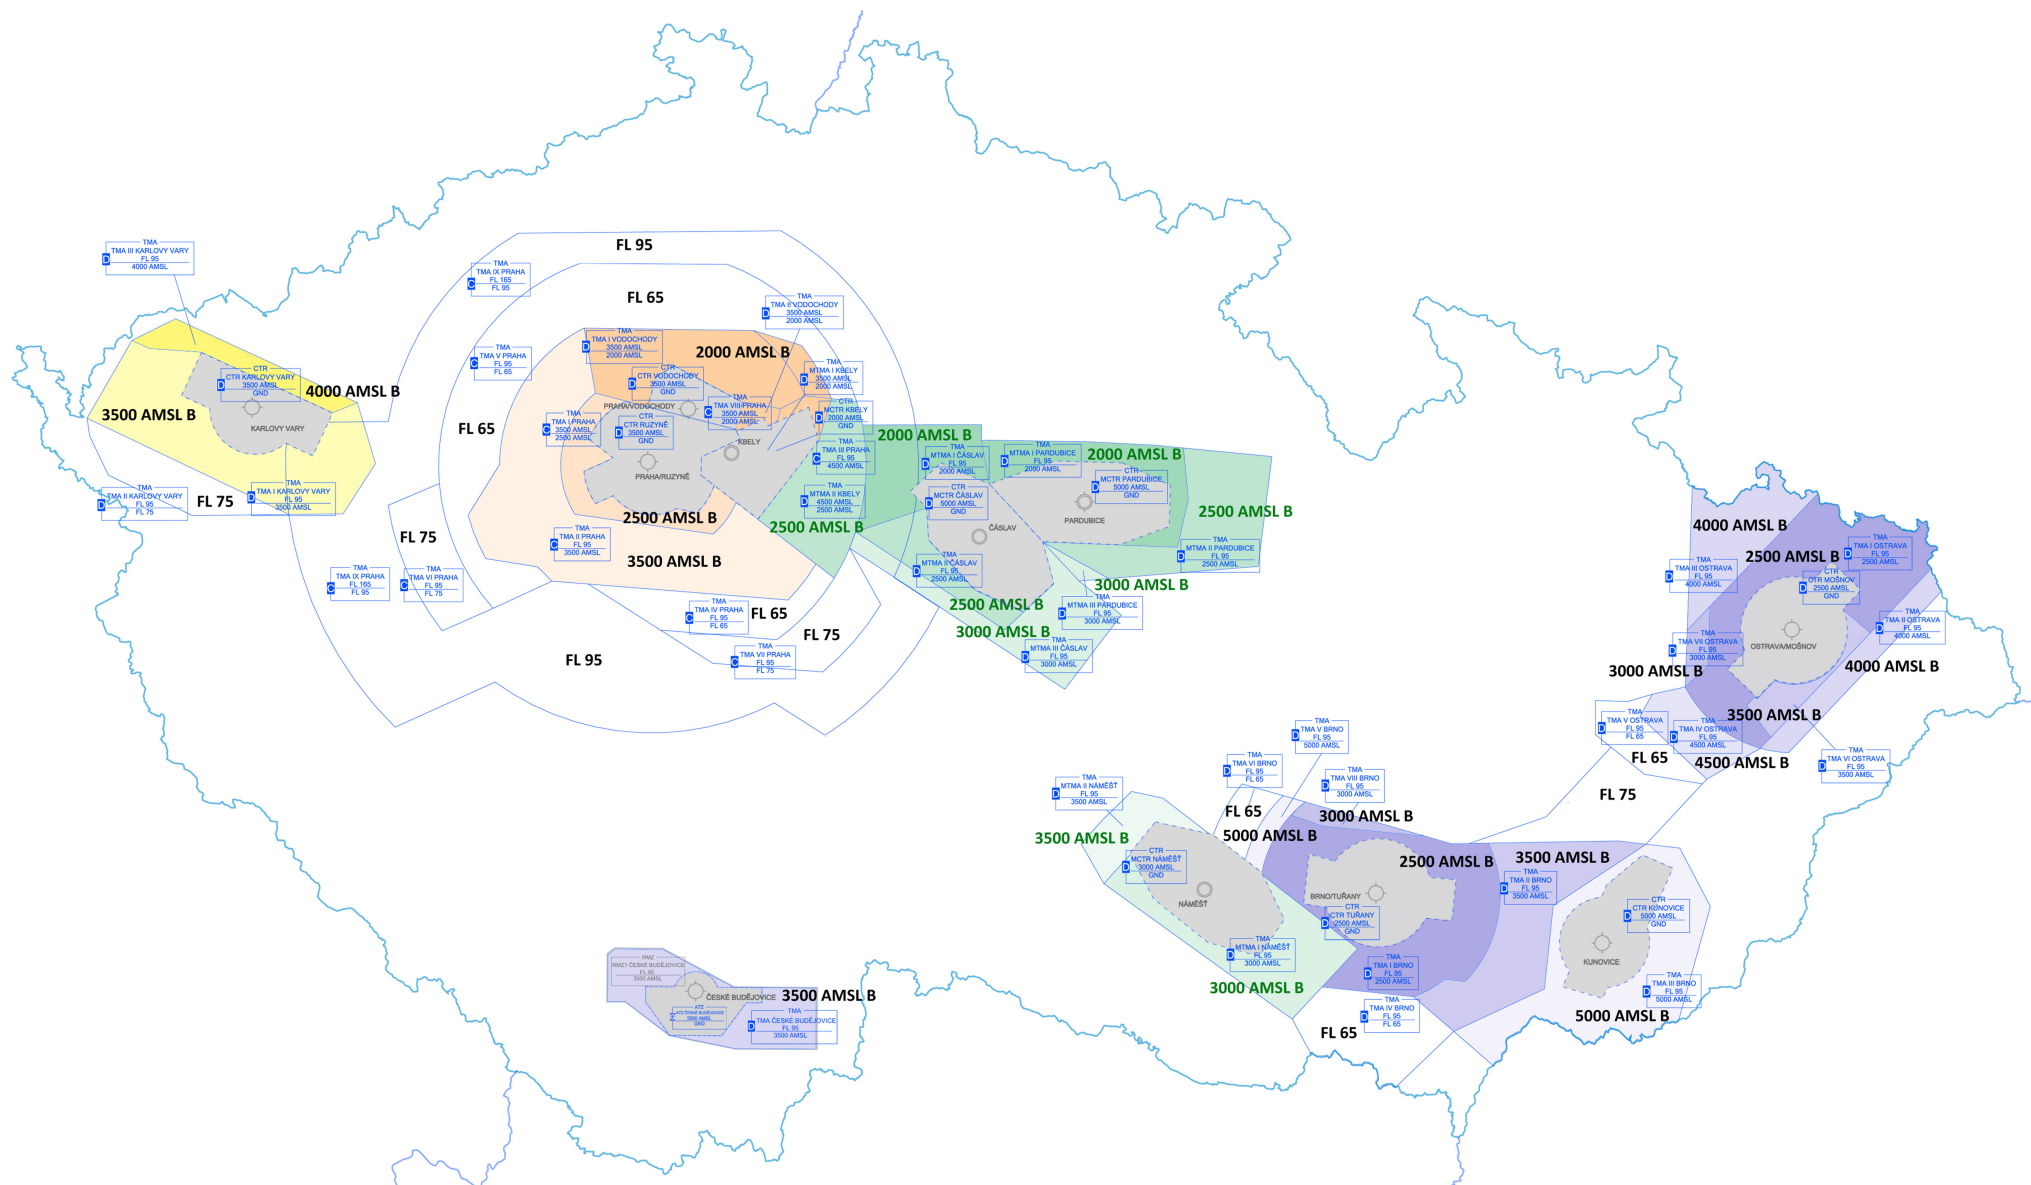 FL 95
TMA
TMA III KARLOVY VARY
D
FL 95
4000 AMSL
TMA
TMA IX PRAHA
C
FL 165
FL 95
FL 65
TMA
TMA II VODOCHODY
D
3500 AMSL
2000 AMSL
TMA
TMA I VODOCHODY
D
3500 AMSL
2000 AMSL
2000 AMSL B
TMA
TMA V PRAHA
C
FL 95
FL 65
CTR
CTR KARLOVY VARY
D
3500 AMSL
GND
4000 AMSL B
3500 AMSL B
KARLOVY VARY
CTR
CTR VODOCHODY
D
3500 AMSL
GND
TMA
MTMA I KBELY
D
3500 AMSL
2000 AMSL
PRAHA/VODOCHODY
TMA
TMA VIII PRAHA
C
3500 AMSL
2000 AMSL
CTR
MCTR KBELY
D
2000 AMSL
GND
TMA
TMA I PRAHA
C
3500 AMSL
2500 AMSL
CTR
CTR RUZYNĚ
D
3500 AMSL
GND
FL 65
KBELY
PRAHA/RUZYNĚ
TMA
TMA III PRAHA
C
FL 95
4500 AMSL
2000 AMSL B
TMA
MTMA I ČÁSLAV
D
FL 95
2000 AMSL
TMA
MTMA I PARDUBICE
D
FL 95
2000 AMSL
2000 AMSL B
CTR
MCTR PARDUBICE
D
5000 AMSL
GND
TMA
TMA II KARLOVY VARY
D
FL 95
FL 75
FL 75
TMA
TMA I KARLOVY VARY
D
FL 95
3500 AMSL
TMA
MTMA II KBELY
D
4500 AMSL
2500 AMSL
CTR
MCTR ČÁSLAV
D
5000 AMSL
GND
2500 AMSL B
2500 AMSL B
ČÁSLAV
PARDUBICE
2500 AMSL B
FL 75
TMA
TMA II PRAHA
C
FL 95
3500 AMSL
3500 AMSL B
TMA
MTMA II ČÁSLAV
D
FL 95
2500 AMSL
TMA
MTMA II PARDUBICE
D
FL 95
2500 AMSL
3000 AMSL B
TMA
TMA IX PRAHA
C
FL 165
FL 95
TMA
TMA VI PRAHA
C
FL 95
FL 75
TMA
TMA IV PRAHA
C
FL 95
FL 65
FL 65
FL 75
2500 AMSL B
3000 AMSL B
TMA
MTMA III PARDUBICE
D
FL 95
3000 AMSL
TMA
MTMA III ČÁSLAV
D
FL 95
3000 AMSL
FL 95
TMA
TMA VII PRAHA
C
FL 95
FL 75
4000 AMSL B
2500 AMSL B
TMA
TMA I OSTRAVA
D
FL 95
2500 AMSL
TMA
TMA III OSTRAVA
D
FL 95
4000 AMSL
CTR
OTR MOŠNOV
D
2500 AMSL
GND
TMA
TMA II OSTRAVA
D
FL 95
4000 AMSL
TMA
TMA VII OSTRAVA
D
FL 95
3000 AMSL
OSTRAVA/MOŠNOV
3000 AMSL B
4000 AMSL B
3500 AMSL B
TMA
TMA V OSTRAVA
D
FL 95
FL 65
TMA
TMA IV OSTRAVA
D
FL 95
4500 AMSL
FL 65
4500 AMSL B
TMA
TMA VI OSTRAVA
D
FL 95
3500 AMSL
FL 75
TMA
TMA V BRNO
D
FL 95
5000 AMSL
TMA
TMA VI BRNO
D
FL 95
FL 65
TMA
TMA VIII BRNO
D
FL 95
3000 AMSL
TMA
MTMA II NÁMĚŠŤ
D
FL 95
3500 AMSL
FL 65
3000 AMSL B
3500 AMSL B
5000 AMSL B
2500 AMSL B
3500 AMSL B
CTR
MCTR NÁMĚŠŤ
D
3000 AMSL
GND
NÁMĚŠŤ
BRNO/TUŘANY
TMA
TMA II BRNO
D
FL 95
3500 AMSL
CTR
CTR TUŘANY
D
2500 AMSL
GND
CTR
CTR KUNOVICE
D
5000 AMSL
GND
TMA
MTMA I NÁMĚŠŤ
D
FL 95
3000 AMSL
KUNOVICE
TMA
TMA I BRNO
D
FL 95
2500 AMSL
3000 AMSL B
TMA
TMA III BRNO
D
FL 95
5000 AMSL
TMA
TMA IV BRNO
D
FL 95
FL 65
FL 65
5000 AMSL B
RMZ
RMZ1 ČESKÉ BUDĚJOVICE
FL 95
3500 AMSL
ČESKÉ BUDĚJOVICE
3500 AMSL B
ATZ
ATZ ČESKÉ BUDĚJOVICE
3500 AMSL
GND
TMA
TMA ČESKÉ BUDĚJOVICE
D
FL 95
3500 AMSL